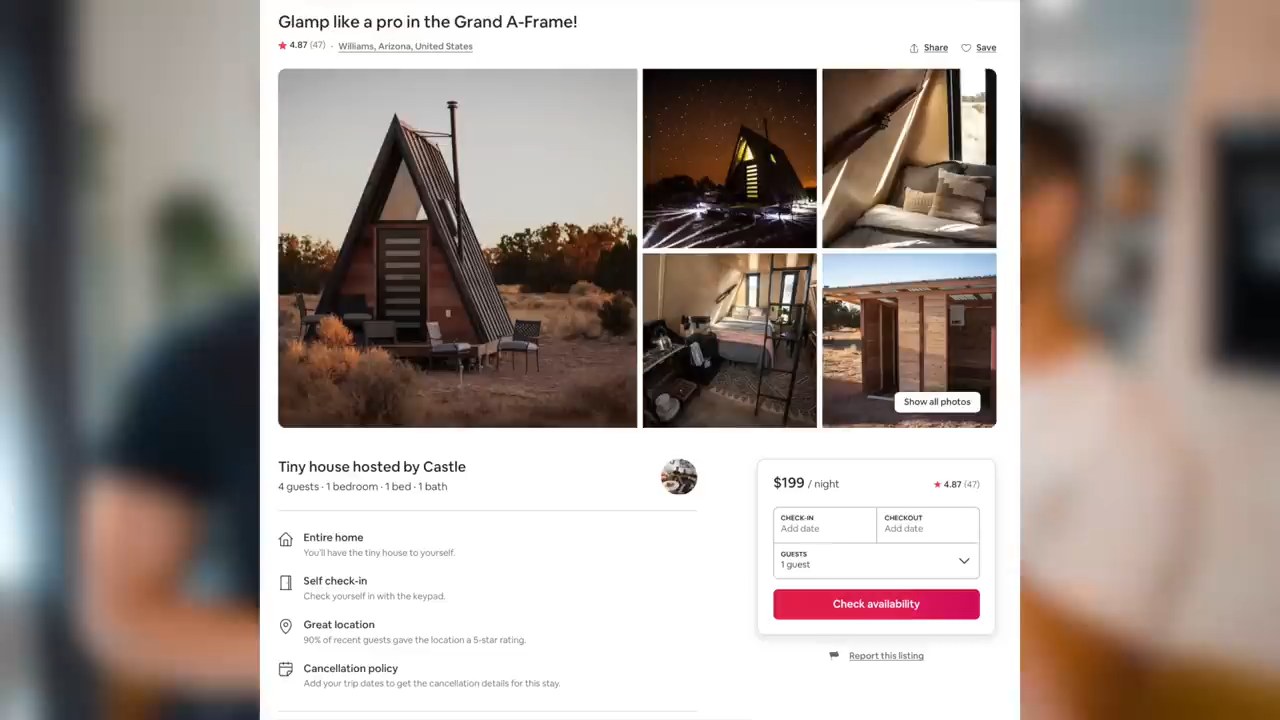 Glamp like a pro in the Grand A-Frame!
4.87 (47) · Williams, Arizona, United States
Share
Save
Show all photos
Tiny house hosted by Castle
4 guests · 1 bedroom · 1 bed · 1 bath
Entire home
You'll have the tiny house to yourself.
Self check-in
Check yourself in with the keypad.
Great location
90% of recent guests gave the location a 5-star rating.
Cancellation policy
Add your trip dates to get the cancellation details for this stay.
$199 / night
4.87 (47)
CHECK-IN
Add date
CHECKOUT
Add date
GUESTS
1 guest
Check availability
Report this listing